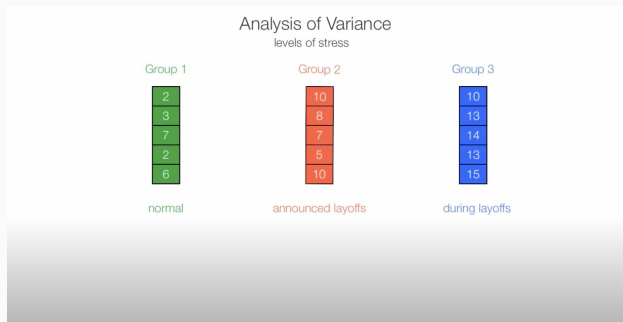 Analysis of Variance
levels of stress
Group 1 Group 2 Group 3
2 10 10
3 8 13
7 7 14
2 5 13
6 10 15
normal announced layoffs during layoffs